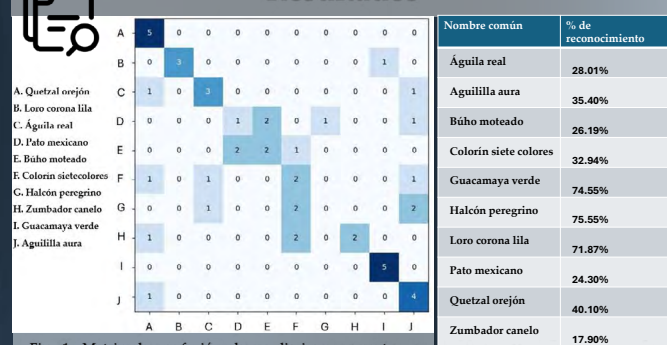 A. Quetzal orejón
B. Loro corona lila
C. Águila real
D. Pato mexicano
E. Búho moteado
F. Colorín sietecolores
G. Halcón peregrino
H. Zumbador canelo
I. Guacamaya verde
J. Aguililla aura
A 5 0 0 0 0 0 0 0 0 0
B 0 3 0 0 0 0 0 0 1 0
C 1 0 3 0 0 0 0 0 0 1
D 0 0 0 1 2 0 1 0 0 1
E 0 0 0 2 2 1 0 0 0 0
F 1 0 1 0 0 2 0 0 0 1
G 0 0 1 0 0 2 0 0 0 2
H 1 0 0 0 0 2 0 2 0 0
I 0 0 0 0 0 0 0 0 5 0
J 1 0 0 0 0 0 0 0 0 4
A B C D E F G H I J
Nombre común % de reconocimiento
Águila real 28.01%
Aguililla aura 35.40%
Búho moteado 26.19%
Colorín siete colores 32.94%
Guacamaya verde 74.55%
Halcón peregrino 75.55%
Loro corona lila 71.87%
Pato mexicano 24.30%
Quetzal orejón 40.10%
Zumbador canelo 17.90%